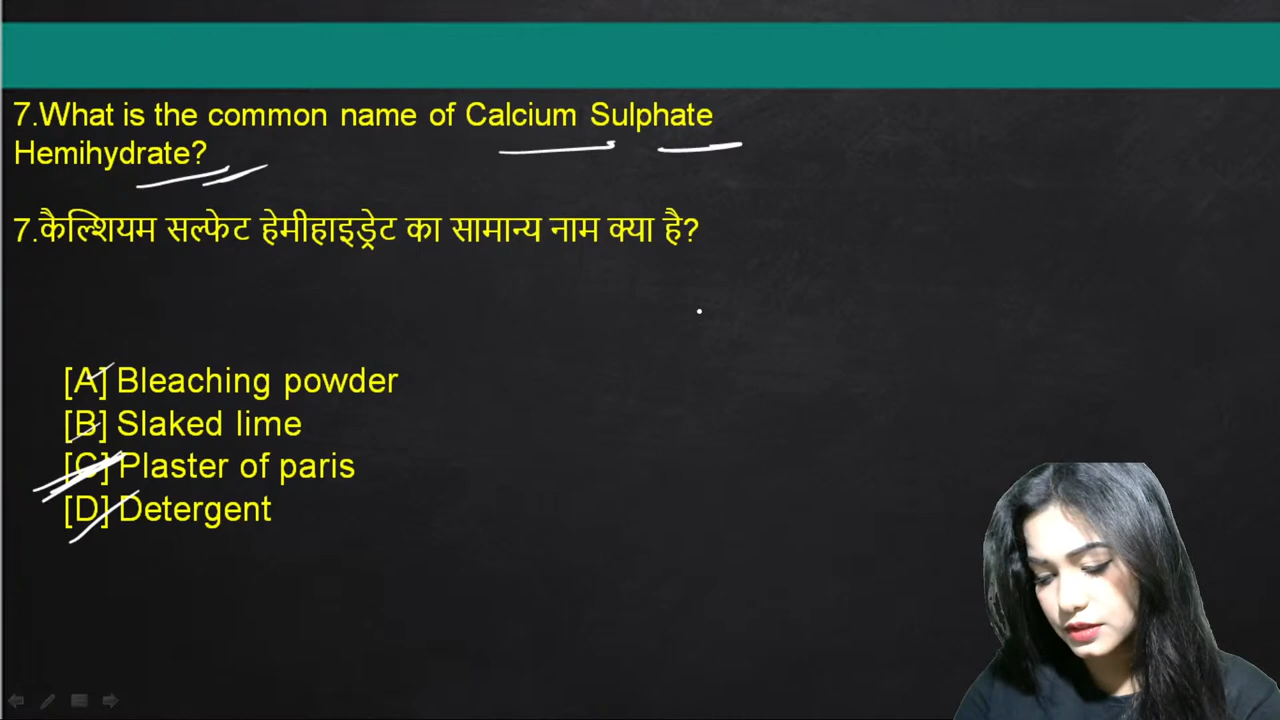 7.What is the common name of Calcium Sulphate
Hemihydrate?
7.कैल्शियम सल्फेट हेमीहाइड्रेट का सामान्य नाम क्या है?
[A] Bleaching powder
[B] Slaked lime
[C] Plaster of paris
[D] Detergent